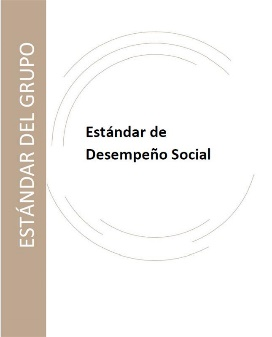 ESTÁNDAR DEL GRUPO
Estándar de
Desempeño Social